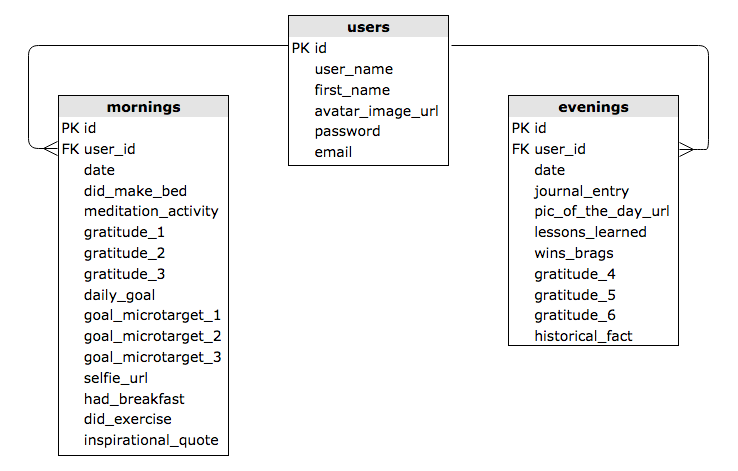 users
PK id
user_name
first_name
avatar_image_url
password
email
mornings
PK id
FK user_id
date
did_make_bed
meditation_activity
gratitude_1
gratitude_2
gratitude_3
daily_goal
goal_microtarget_1
goal_microtarget_2
goal_microtarget_3
selfie_url
had_breakfast
did_exercise
inspirational_quote
evenings
PK id
FK user_id
date
journal_entry
pic_of_the_day_url
lessons_learned
wins_brags
gratitude_4
gratitude_5
gratitude_6
historical_fact